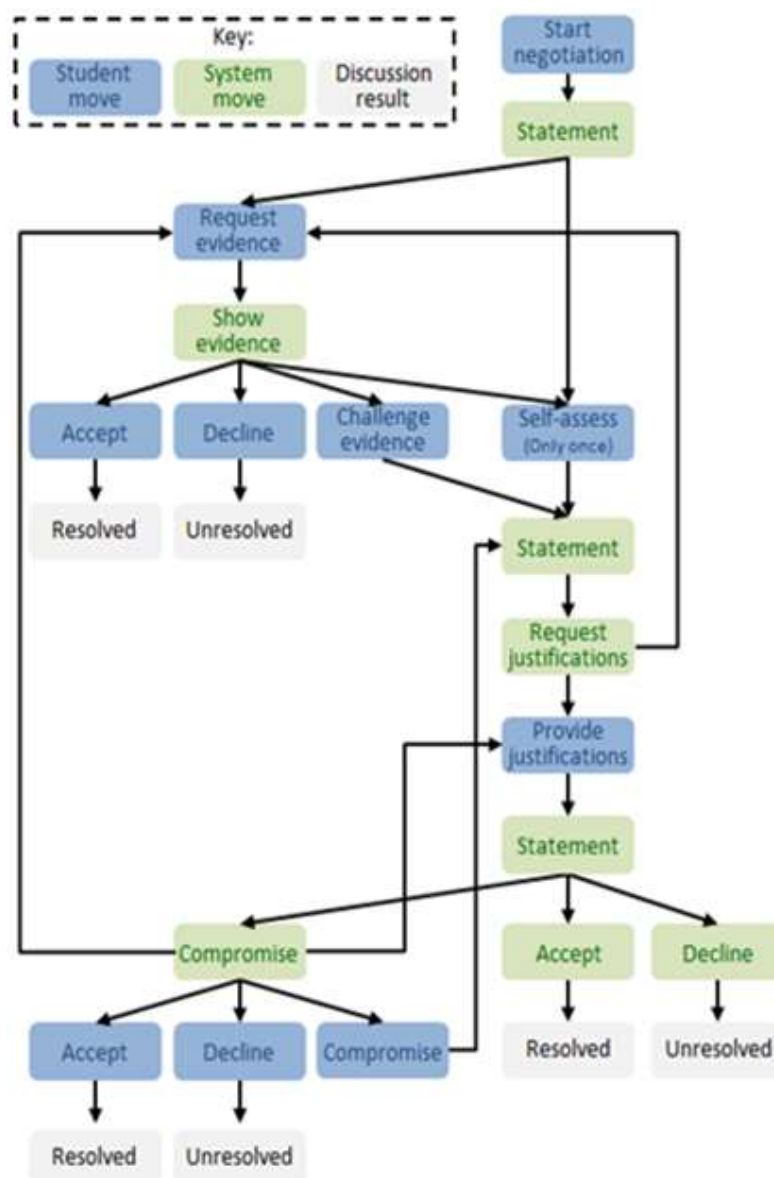 Key:
Student
move
System
move
Discussion
result
Start
negotiation
Statement
Request
evidence
Show
evidence
Accept
Decline
Challenge
evidence
Self-assess
(Only once)
Resolved
Unresolved
Statement
Request
justifications
Provide
justifications
Statement
Compromise
Accept
Decline
Accept
Decline
Compromise
Resolved
Unresolved
Resolved
Unresolved